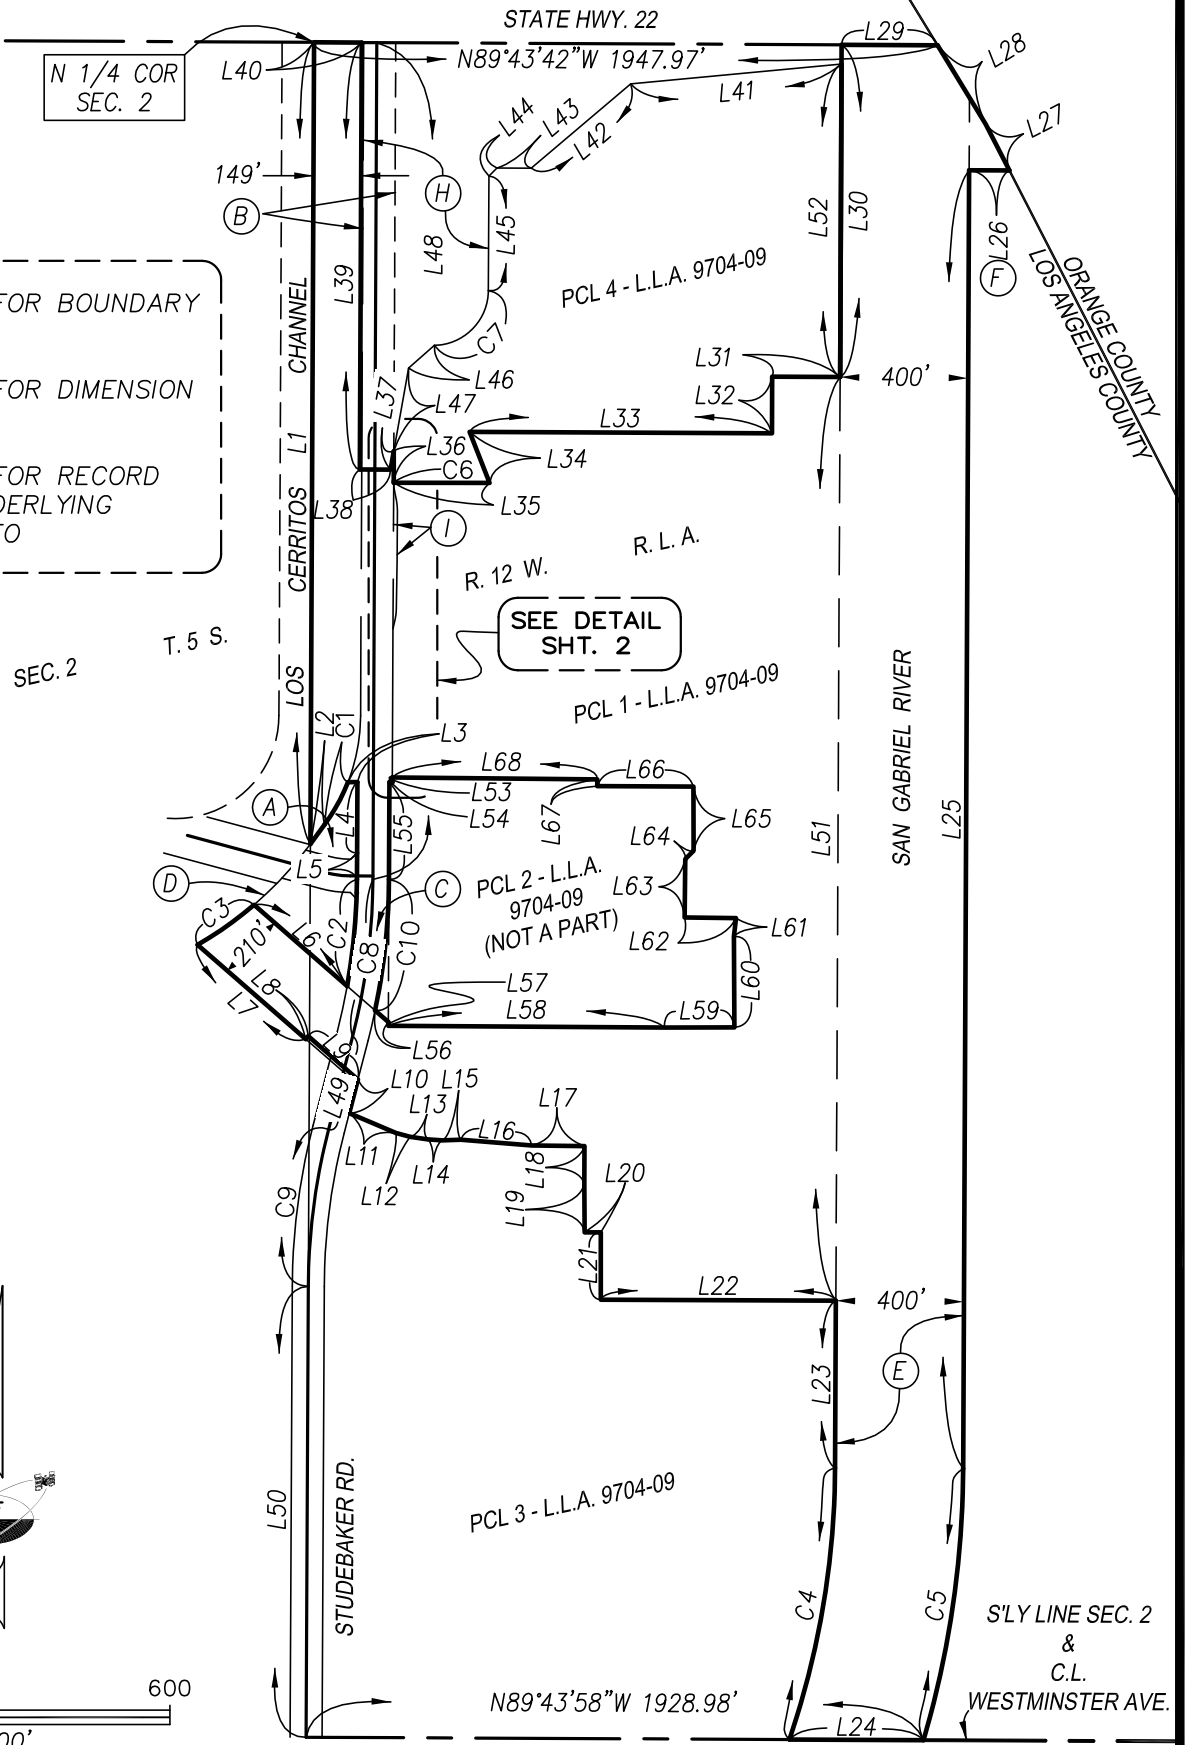 STATE HWY. 22
L29
N89°43'42"W 1947.97'
L28
N 1/4 COR
SEC. 2
L40
L41
L44
L43
L42
L27
149'
H
B
L52
L30
L45
L48
L26
F
PCL 4 - L.L.A. 9704-09
ORANGE COUNTY
LOS ANGELES COUNTY
L39
FOR BOUNDARY
CHANNEL
C7
L31
400'
L46
FOR DIMENSION
L37
L32
L47
L33
L1
L36
C6
L34
FOR RECORD
DERLYING
TO
L38
L35
I
CERRITOS
R. L. A.
R. 12 W.
SEE DETAIL
SHT. 2
T. 5 S.
SEC. 2
LOS
L2
C1
PCL 1 - L.L.A. 9704-09
SAN GABRIEL RIVER
L3
L68
L66
L53
A
L4
L54
L55
L67
L64
L65
L51
L25
L5
D
C
PCL 2 - L.L.A.
9704-09
(NOT A PART)
L63
C3
210'
L6
C2
C8
C10
L62
L61
L60
L57
L8
L7
L58
L59
L9
L56
L10
L15
L49
L13
L17
L16
L11
L14
L12
L18
L20
L19
C9
L21
L22
400'
E
L23
L50
STUDEBAKER RD.
PCL 3 - L.L.A. 9704-09
C4
C5
S'LY LINE SEC. 2
&
C.L.
WESTMINSTER AVE.
600
N89°43'58"W 1928.98'
L24
00'